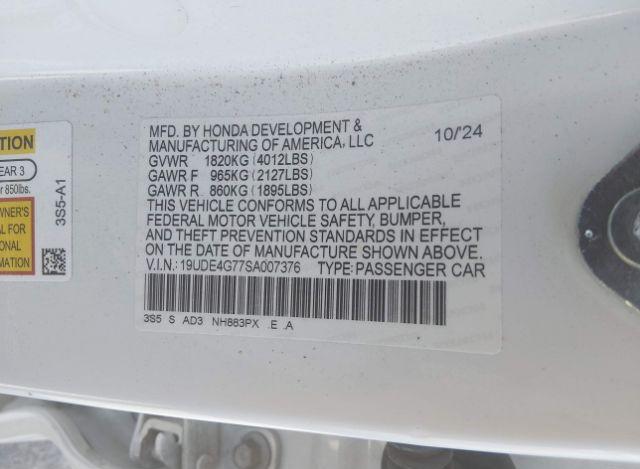 MFD. BY HONDA DEVELOPMENT &
MANUFACTURING OF AMERICA, LLC 10/'24
GVWR 1820KG(4012LBS)
GAWR F 965KG(2127LBS)
GAWR R 860KG(1895LBS)
THIS VEHICLE CONFORMS TO ALL APPLICABLE
FEDERAL MOTOR VEHICLE SAFETY, BUMPER,
AND THEFT PREVENTION STANDARDS IN EFFECT
ON THE DATE OF MANUFACTURE SHOWN ABOVE.
V.I.N.: 19UDE4G77SA007376 TYPE: PASSENGER CAR
3S5 S AD3 NH883PX .E .A
TION
EAR 3
r 850lbs.
WNER'S
AL FOR
ONAL
RMATION
3S5-A1